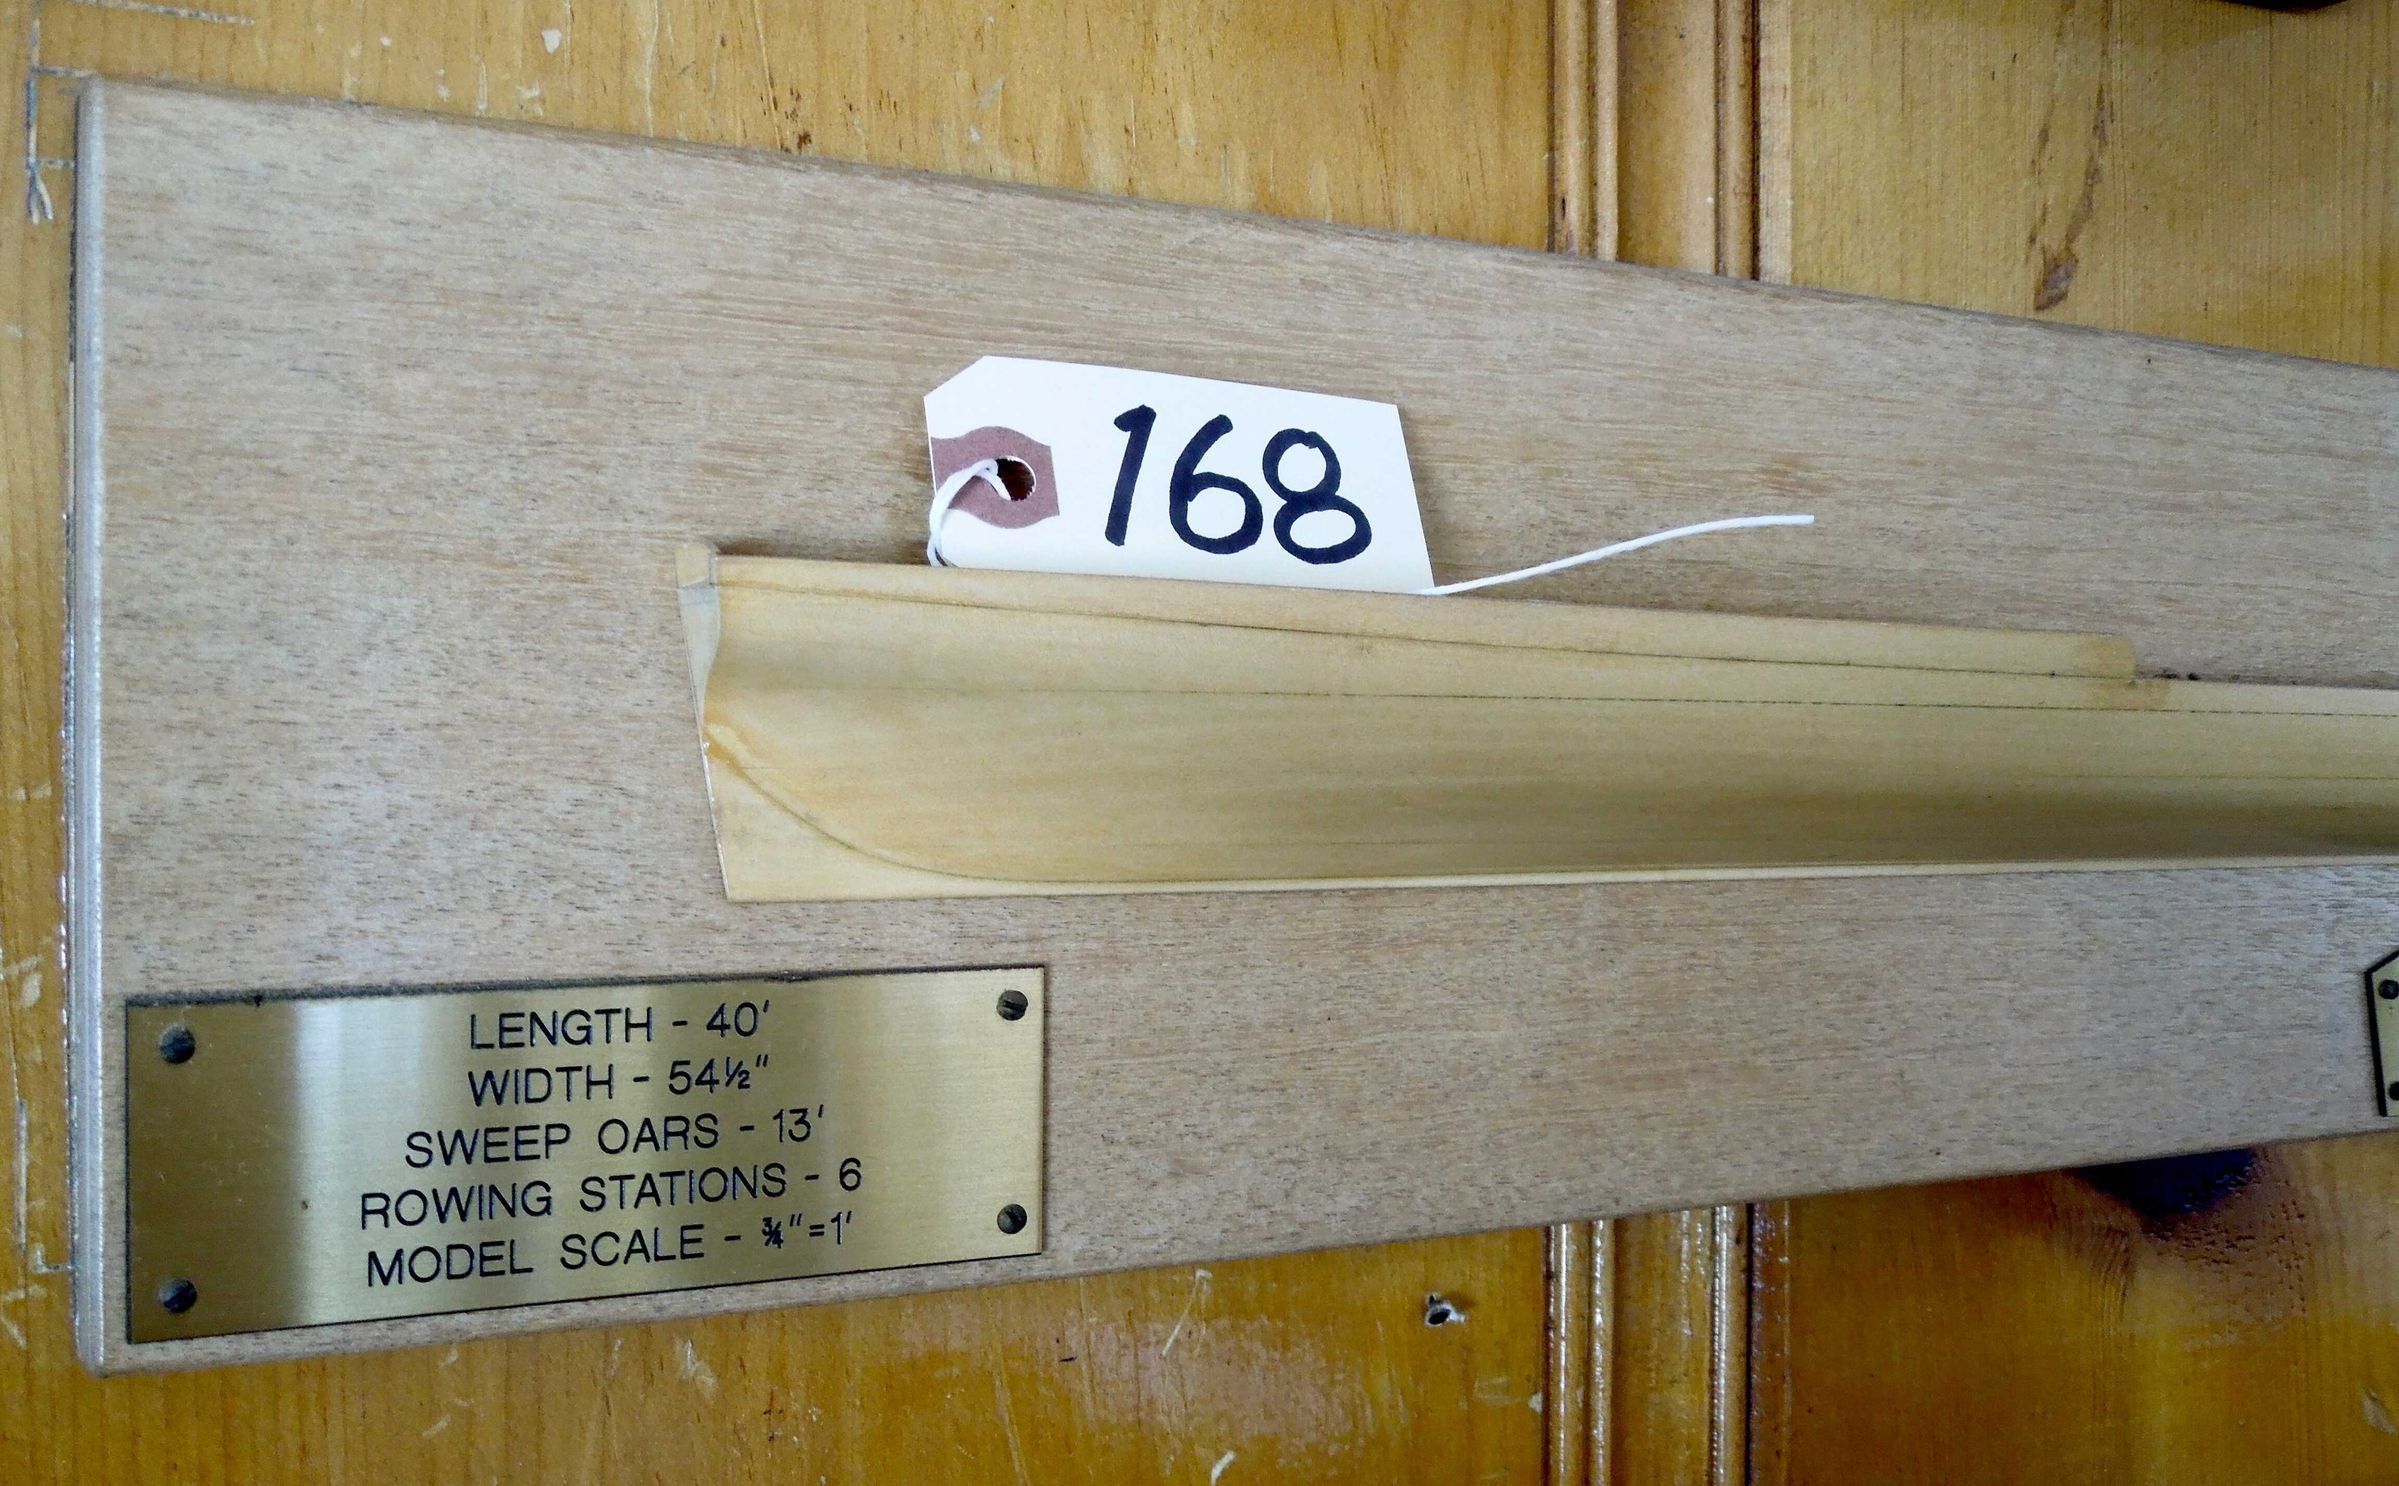 168
LENGTH - 40'
WIDTH - 54½"
SWEEP OARS - 13'
ROWING STATIONS - 6
MODEL SCALE - ¾"=1'